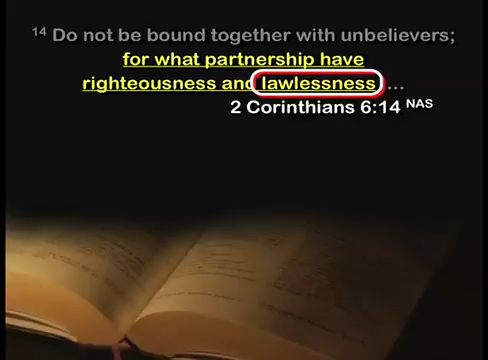 14 Do not be bound together with unbelievers;
for what partnership have
righteousness and lawlessness ...
2 Corinthians 6:14 NAS